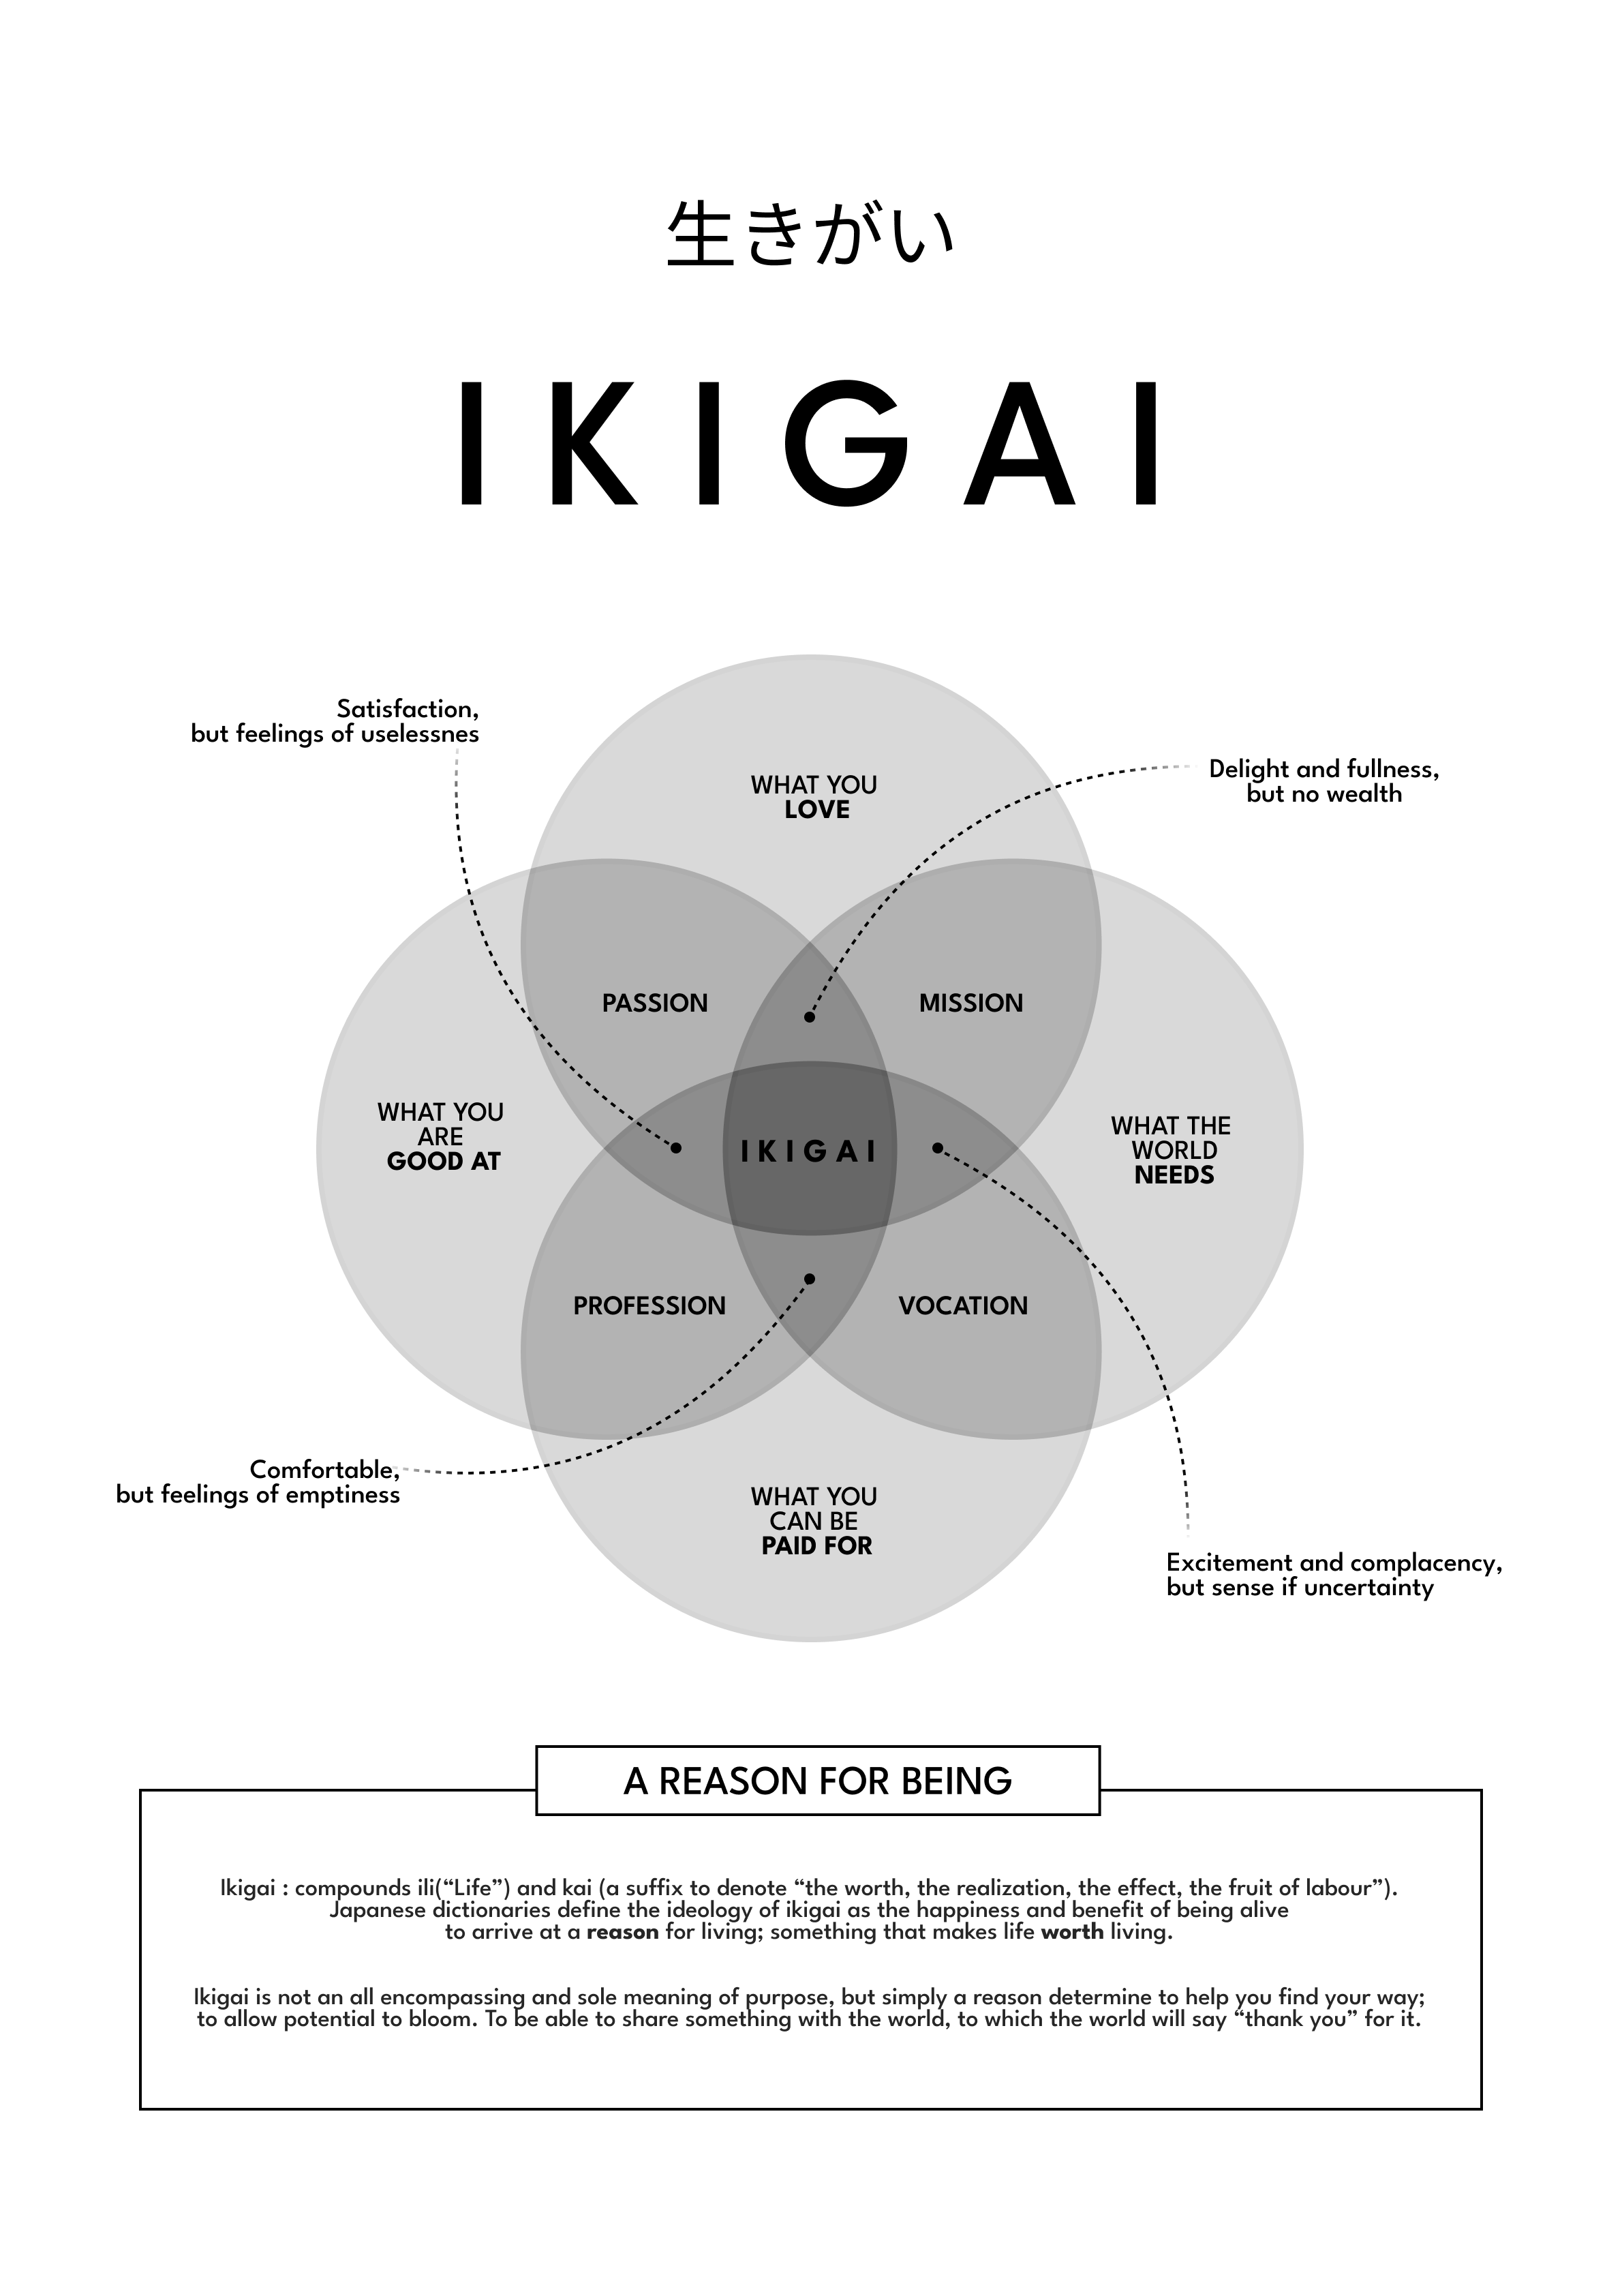 生きがい
IKIGAI
Satisfaction,
but feelings of uselessnes
Delight and fullness,
but no wealth
WHAT YOU
LOVE
PASSION
MISSION
WHAT YOU
ARE
GOOD AT
IKIGAI
WHAT THE
WORLD
NEEDS
PROFESSION
VOCATION
Comfortable,
but feelings of emptiness
WHAT YOU
CAN BE
PAID FOR
Excitement and complacency,
but sense if uncertainty
A REASON FOR BEING
Ikigai : compounds ili(“Life”) and kai (a suffix to denote “the worth, the realization, the effect, the fruit of labour”).
Japanese dictionaries define the ideology of ikigai as the happiness and benefit of being alive
to arrive at a reason for living; something that makes life worth living.
Ikigai is not an all encompassing and sole meaning of purpose, but simply a reason determine to help you find your way;
to allow potential to bloom. To be able to share something with the world, to which the world will say “thank you” for it.